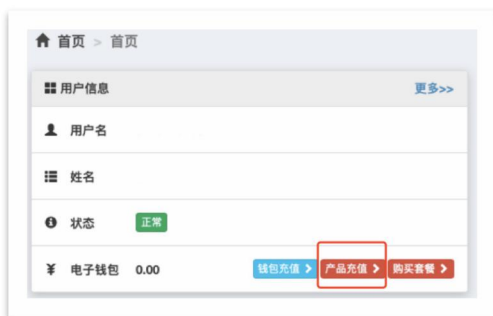 首页 > 首页
用户信息 更多>>
用户名
姓名
状态 正常
¥ 电子钱包 0.00 钱包充值 产品充值 购买套餐